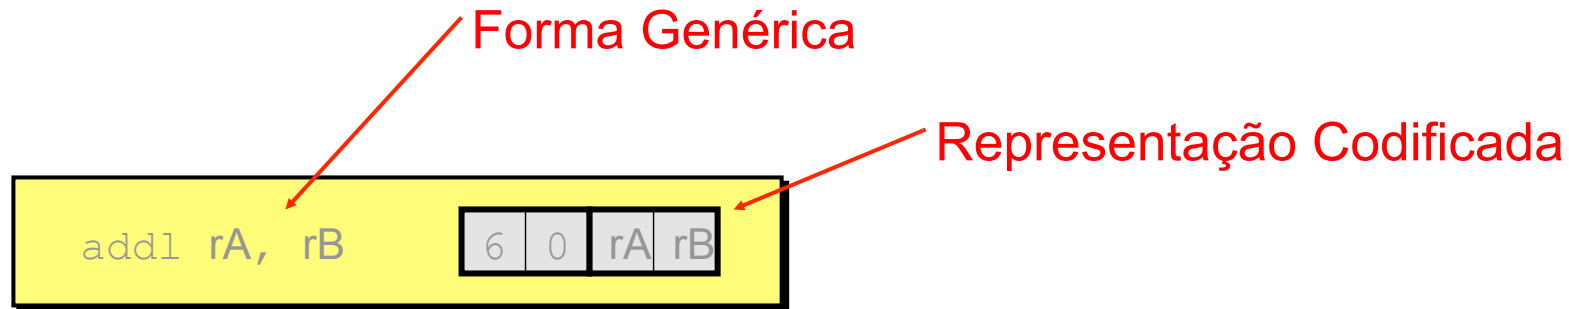 Forma Genérica
Representação Codificada
addl rA, rB 6 0 rA rB